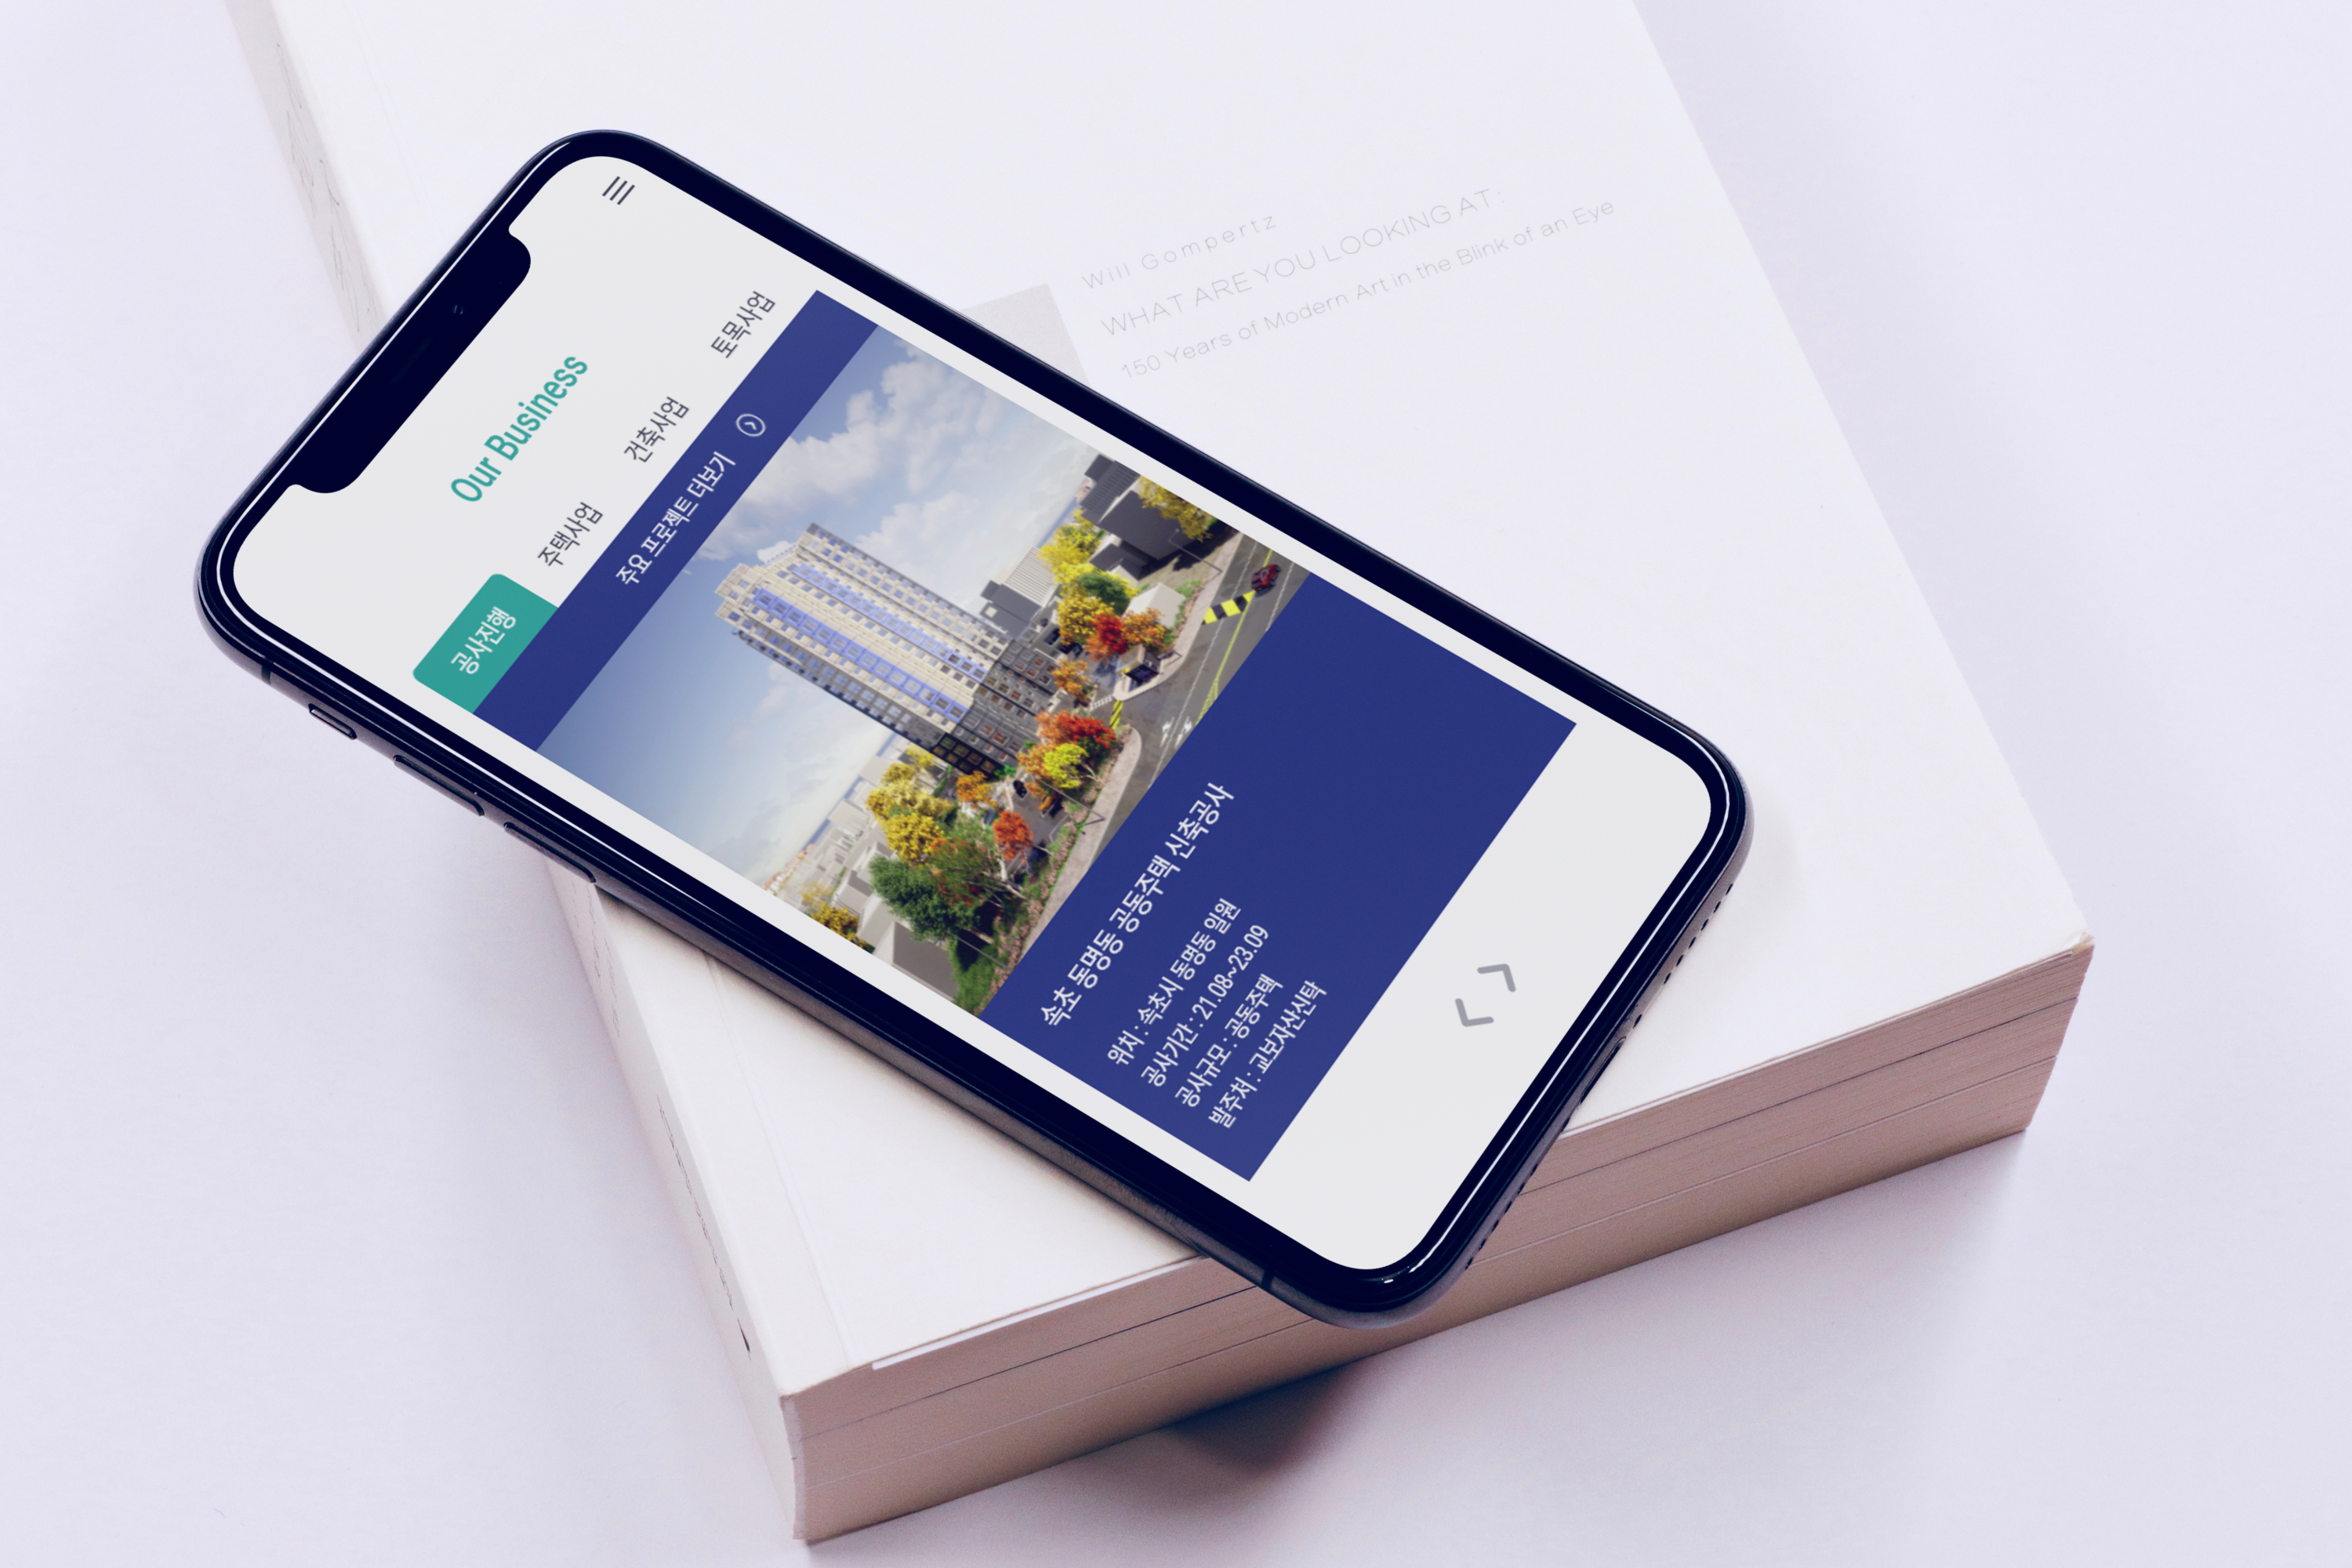 Our Business
공사진행 주택사업 건축사업 토목사업
주요 프로젝트 더보기
속초 동명동 공동주택 신축공사
위치 : 속초시 동명동 일원
공사기간 : 21.08~23.09
공사규모 : 공동주택
발주처 : 교보자산신탁
Will Gompertz
WHAT ARE YOU LOOKING AT:
150 Years of Modern Art in the Blink of an Eye